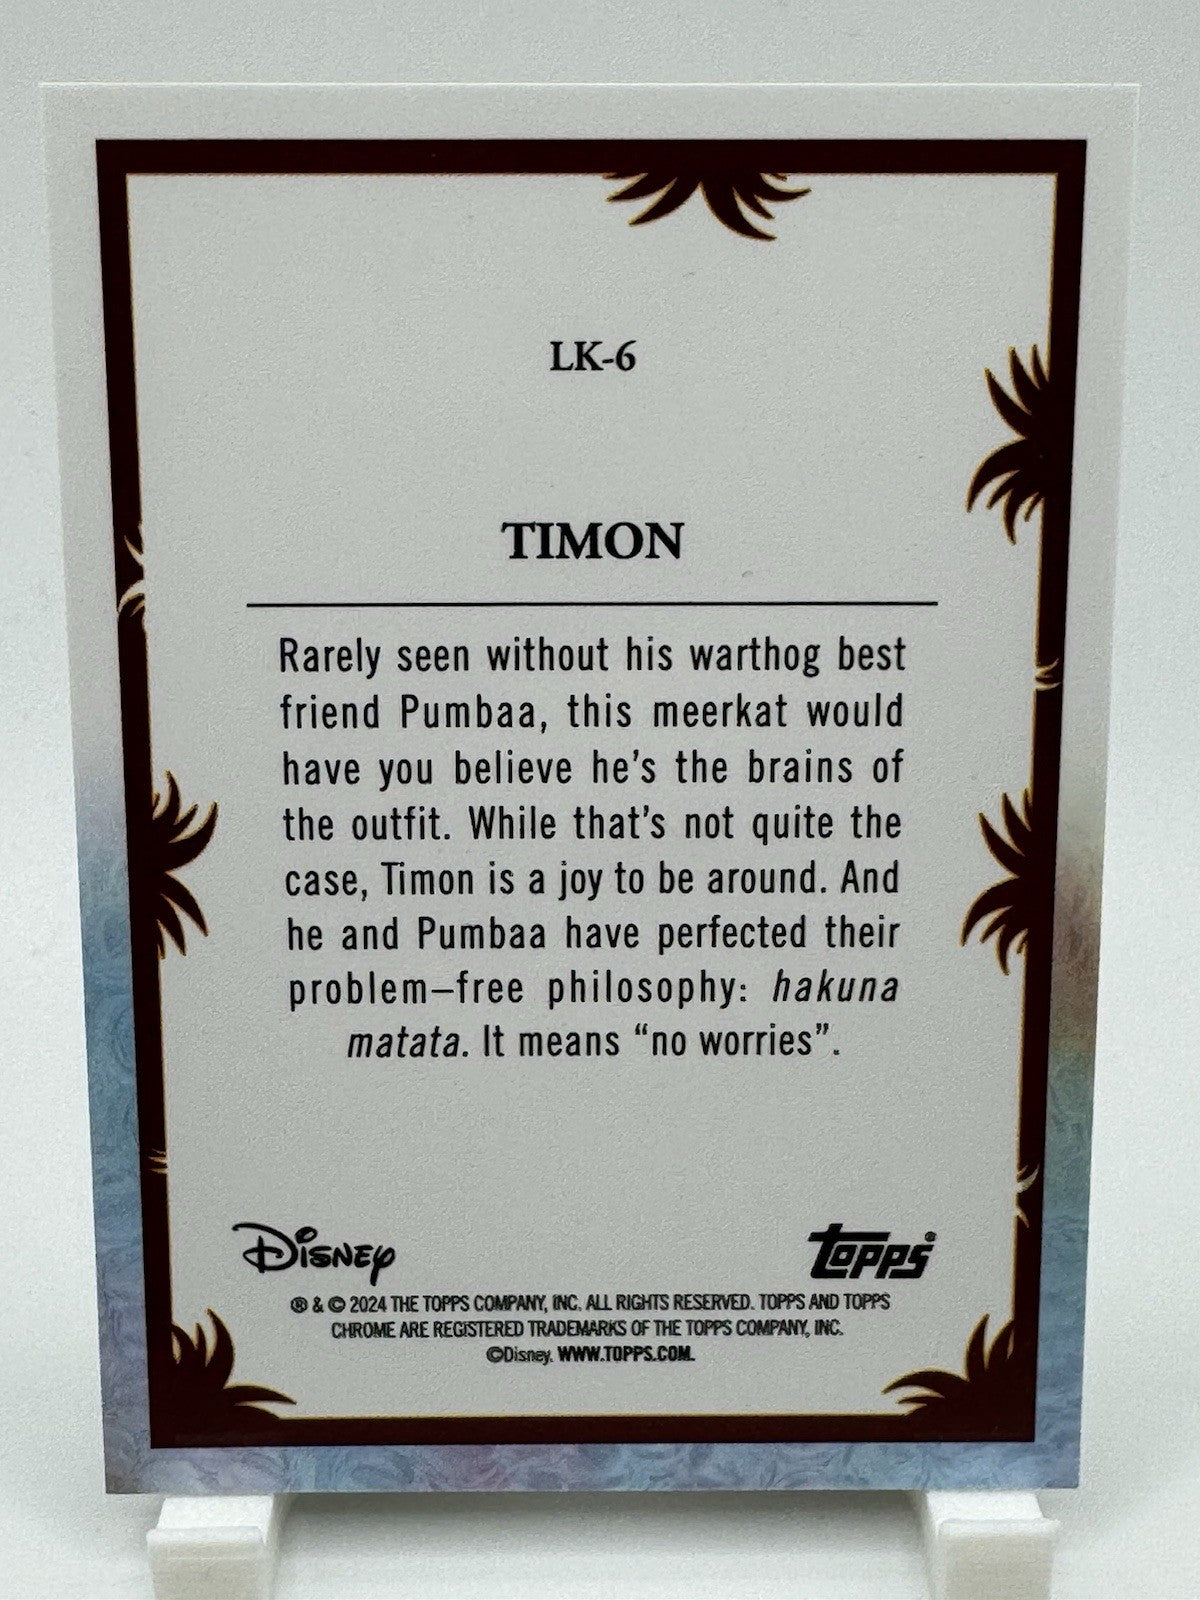 LK-6
TIMON
Rarely seen without his warthog best
friend Pumbaa, this meerkat would
have you believe he's the brains of
the outfit. While that's not quite the
case, Timon is a joy to be around. And
he and Pumbaa have perfected their
problem–free philosophy: hakuna
matata. It means “no worries”.
Disney topps®
® & © 2024 THE TOPPS COMPANY, INC. ALL RIGHTS RESERVED. TOPPS AND TOPPS
CHROME ARE REGISTERED TRADEMARKS OF THE TOPPS COMPANY, INC.
©Disney. WWW.TOPPS.COM.